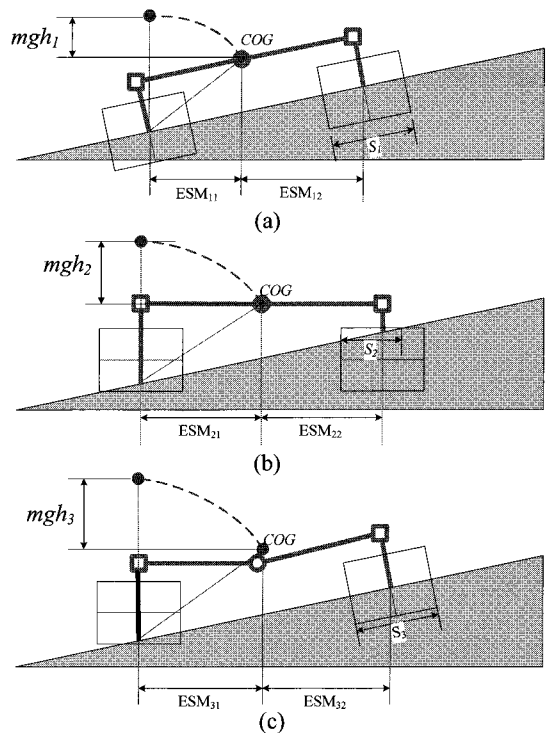 mgh1
COG
S1
ESM11
ESM12
(a)
mgh2
COG
S2
ESM21
ESM22
(b)
mgh3
COG
S3
ESM31
ESM32
(c)